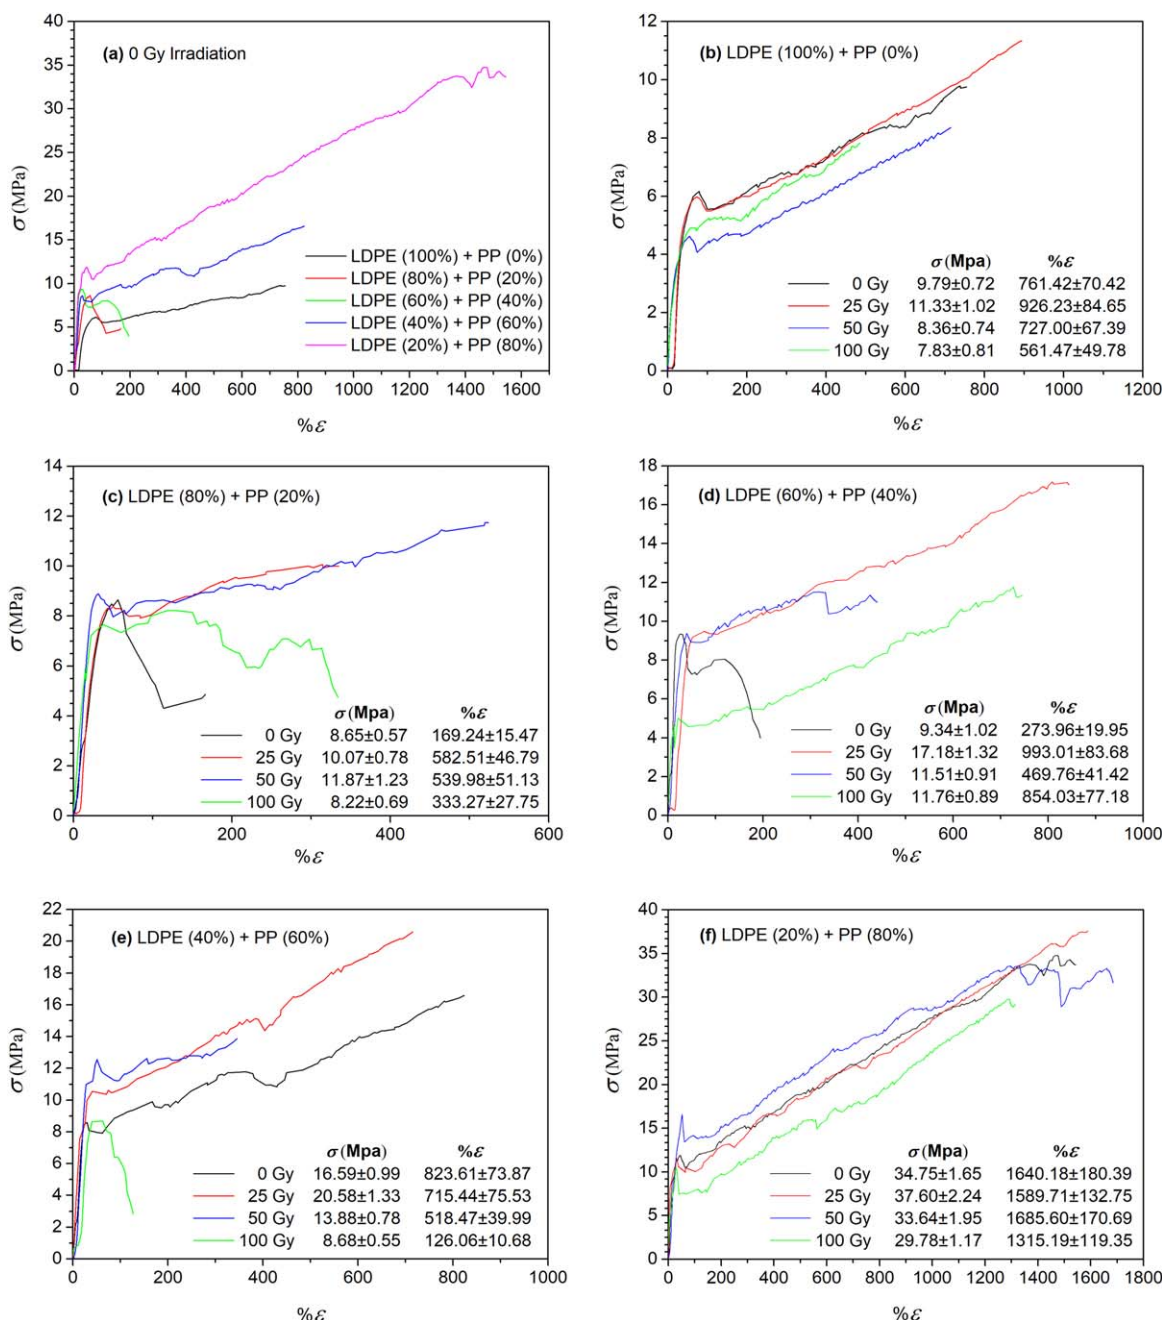 (a) 0 Gy Irradiation
40
35
30
25
20
15
10
5
0
σ(MPa)
LDPE (100%) + PP (0%)
LDPE (80%) + PP (20%)
LDPE (60%) + PP (40%)
LDPE (40%) + PP (60%)
LDPE (20%) + PP (80%)
0 200 400 600 800 1000 1200 1400 1600
%ε
(b) LDPE (100%) + PP (0%)
12
10
8
6
4
2
0
σ(MPa)
σ(Mpa) %ε
0 Gy 9.79±0.72 761.42±70.42
25 Gy 11.33±1.02 926.23±84.65
50 Gy 8.36±0.74 727.00±67.39
100 Gy 7.83±0.81 561.47±49.78
0 200 400 600 800 1000 1200
%ε
(c) LDPE (80%) + PP (20%)
14
12
10
8
6
4
2
0
σ(MPa)
σ(Mpa) %ε
0 Gy 8.65±0.57 169.24±15.47
25 Gy 10.07±0.78 582.51±46.79
50 Gy 11.87±1.23 539.98±51.13
100 Gy 8.22±0.69 333.27±27.75
0 200 400 600
%ε
(d) LDPE (60%) + PP (40%)
18
16
14
12
10
8
6
4
2
0
σ(MPa)
σ(Mpa) %ε
0 Gy 9.34±1.02 273.96±19.95
25 Gy 17.18±1.32 993.01±83.68
50 Gy 11.51±0.91 469.76±41.42
100 Gy 11.76±0.89 854.03±77.18
0 200 400 600 800 1000
%ε
(e) LDPE (40%) + PP (60%)
22
20
18
16
14
12
10
8
6
4
2
0
σ(MPa)
σ(Mpa) %ε
0 Gy 16.59±0.99 823.61±73.87
25 Gy 20.58±1.33 715.44±75.53
50 Gy 13.88±0.78 518.47±39.99
100 Gy 8.68±0.55 126.06±10.68
0 200 400 600 800 1000
%ε
(f) LDPE (20%) + PP (80%)
40
35
30
25
20
15
10
5
0
σ(MPa)
σ(Mpa) %ε
0 Gy 34.75±1.65 1640.18±180.39
25 Gy 37.60±2.24 1589.71±132.75
50 Gy 33.64±1.95 1685.60±170.69
100 Gy 29.78±1.17 1315.19±119.35
0 200 400 600 800 1000 1200 1400 1600 1800
%ε